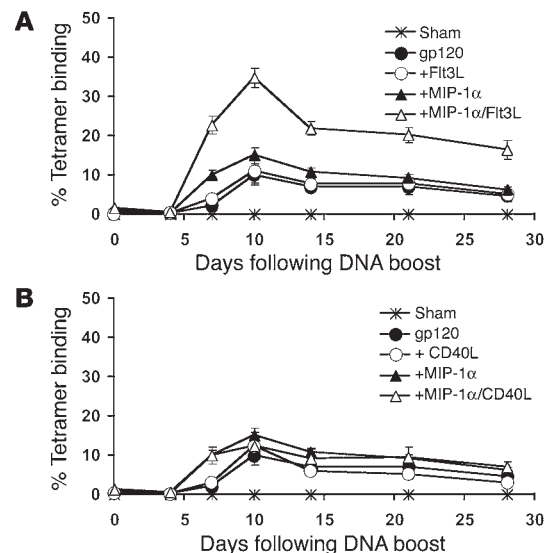 A
50
40
30
20
10
0
% Tetramer binding
Sham
gp120
+Flt3L
+MIP-1α
+MIP-1α/Flt3L
0 5 10 15 20 25 30
Days following DNA boost
B
50
40
30
20
10
0
% Tetramer binding
Sham
gp120
+ CD40L
+MIP-1α
+MIP-1α/CD40L
0 5 10 15 20 25 30
Days following DNA boost